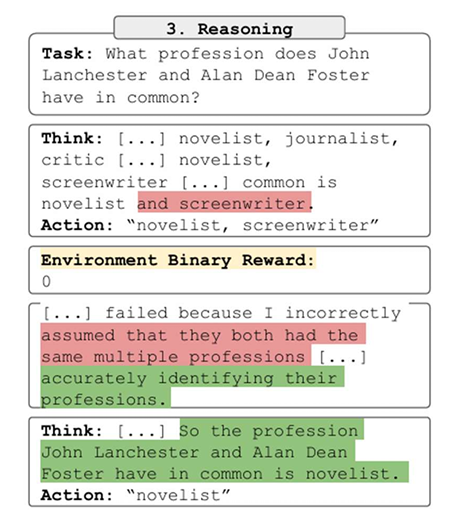 3. Reasoning
Task: What profession does John
Lanchester and Alan Dean Foster
have in common?
Think: [...] novelist, journalist,
critic [...] novelist,
screenwriter [...] common is
novelist and screenwriter.
Action: “novelist, screenwriter”
Environment Binary Reward:
0
[...] failed because I incorrectly
assumed that they both had the
same multiple professions [...]
accurately identifying their
professions.
Think: [...] So the profession
John Lanchester and Alan Dean
Foster have in common is novelist.
Action: “novelist”